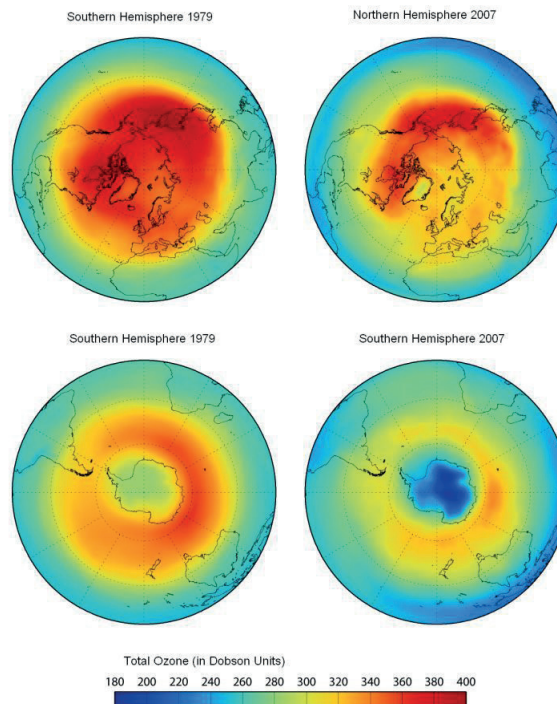 Southern Hemisphere 1979
Northern Hemisphere 2007
Southern Hemisphere 1979
Southern Hemisphere 2007
Total Ozone (in Dobson Units)
180 200 220 240 260 280 300 320 340 360 380 400